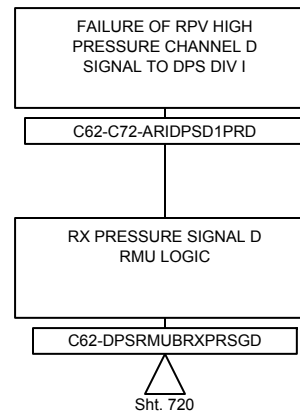 FAILURE OF RPV HIGH
PRESSURE CHANNEL D
SIGNAL TO DPS DIV I
C62-C72-ARIDPSD1PRD
RX PRESSURE SIGNAL D
RMU LOGIC
C62-DPSRMUBRXPRSGD
Sht. 720